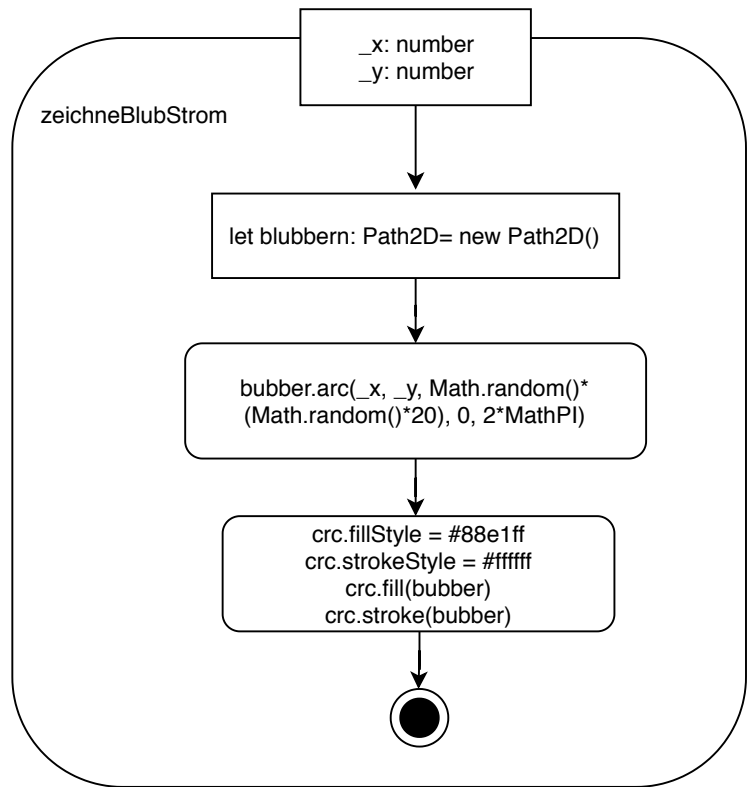 _x: number
_y: number
zeichneBlubStrom
let blubbern: Path2D= new Path2D()
bubber.arc(_x, _y, Math.random()*
(Math.random()*20), 0, 2*MathPI)
crc.fillStyle = #88e1ff
crc.strokeStyle = #ffffff
crc.fill(bubber)
crc.stroke(bubber)